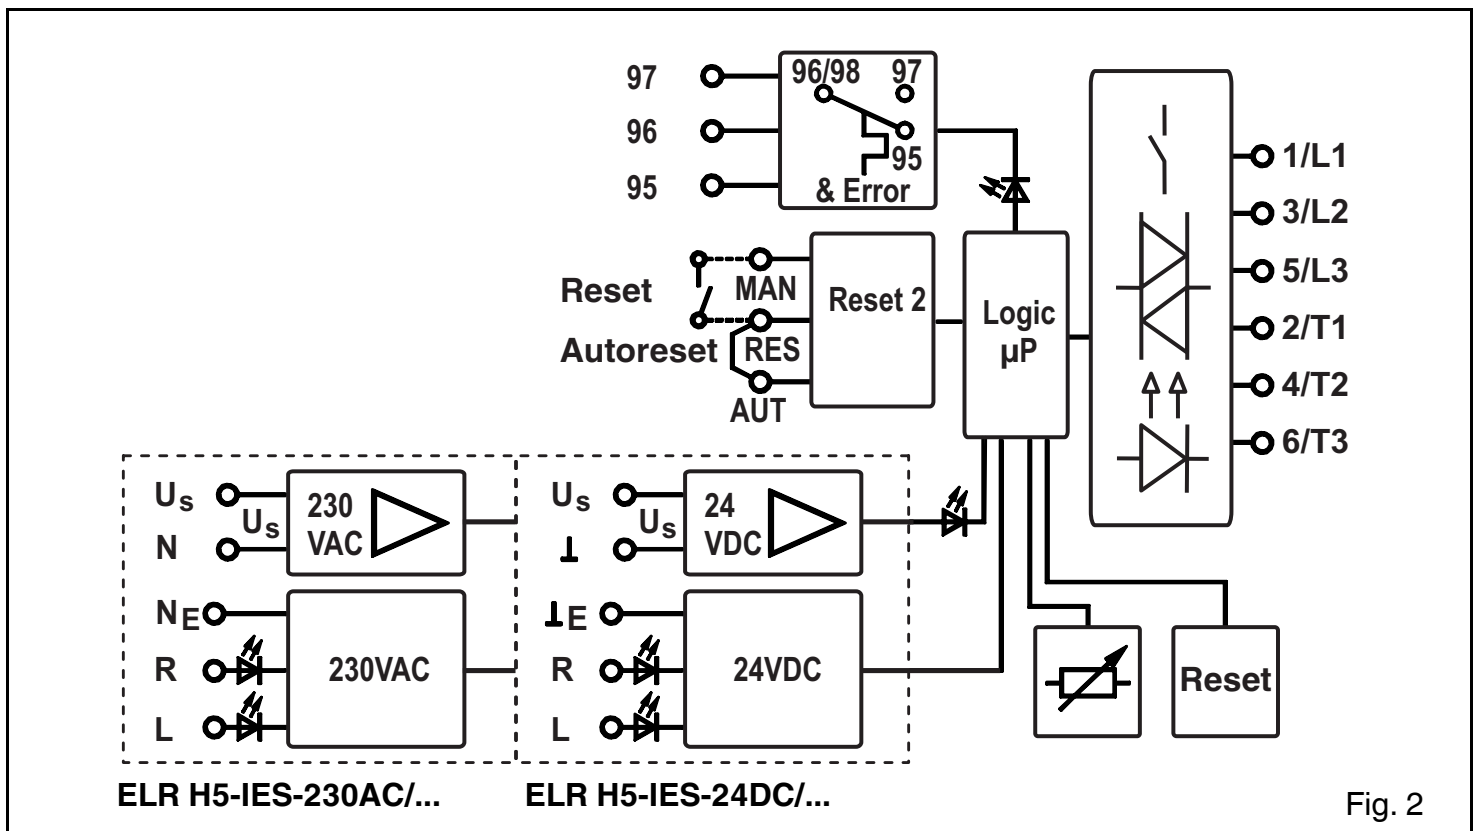 97
96
95
96/98 97
95
& Error
Reset
Autoreset
MAN
RES
AUT
Reset 2
Logic
µP
1/L1
3/L2
5/L3
2/T1
4/T2
6/T3
Us
Us
N
230
VAC
NE
R
L
230VAC
Us
Us
⊥
24
VDC
⊥E
R
L
24VDC
Reset
ELR H5-IES-230AC/...
ELR H5-IES-24DC/...
Fig. 2